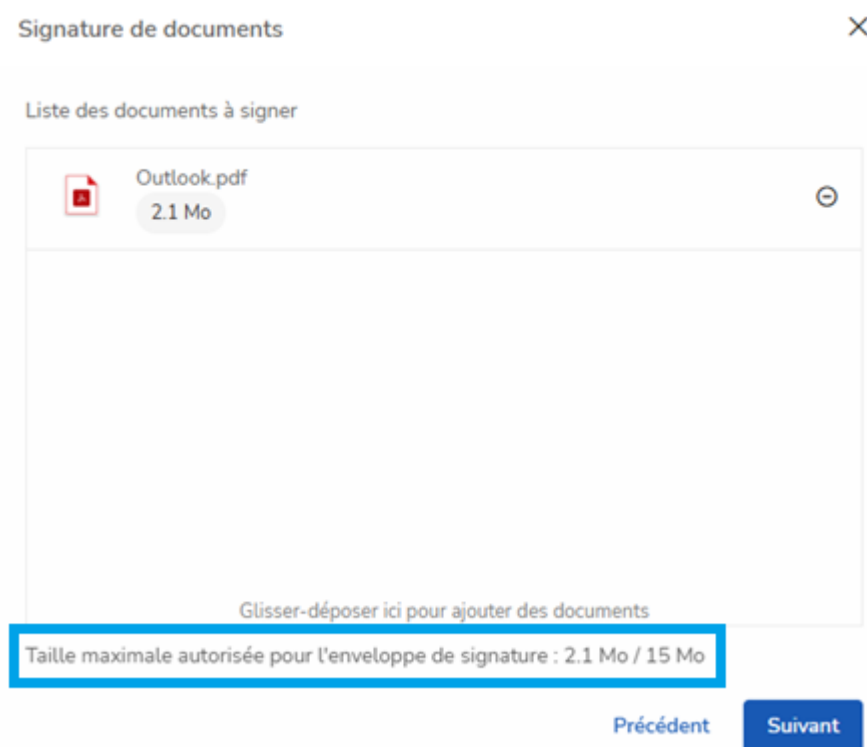 Signature de documents
Liste des documents à signer
Outlook.pdf
2.1 Mo
Glisser-déposer ici pour ajouter des documents
Taille maximale autorisée pour l'enveloppe de signature : 2.1 Mo / 15 Mo
Précédent
Suivant